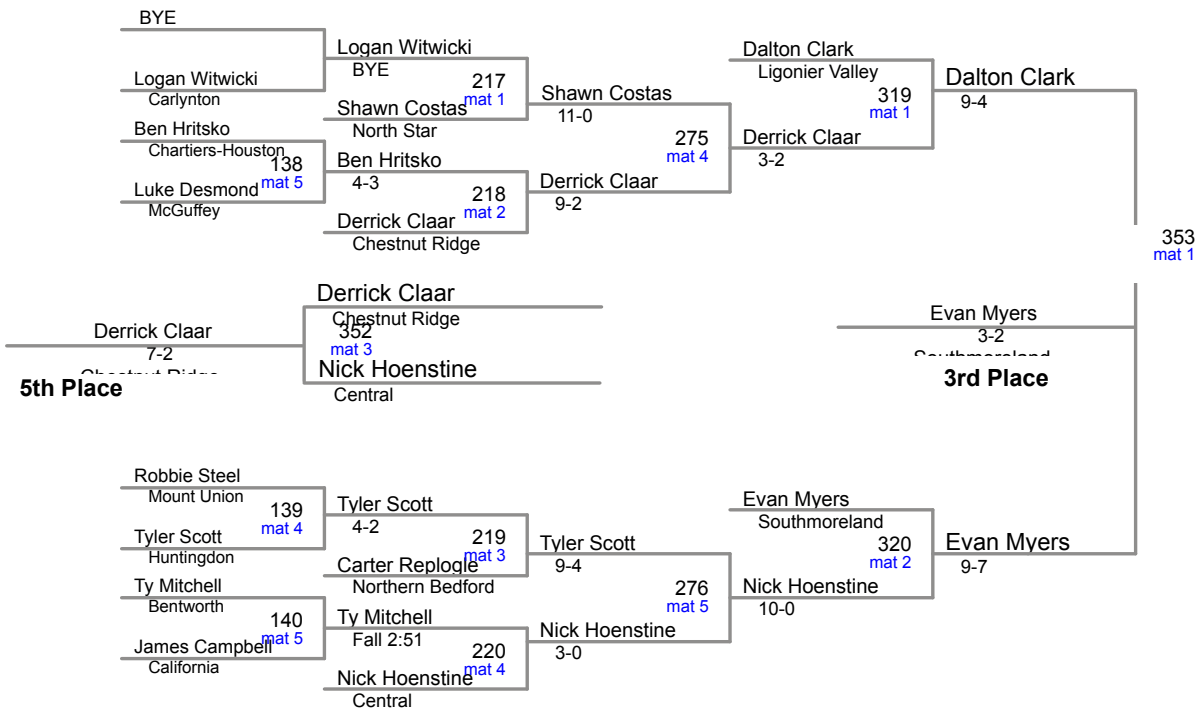 BYE
Logan Witwicki
Carlynton
Logan Witwicki
BYE
217
mat 1
Shawn Costas
North Star
Ben Hritsko
Chartiers-Houston
138
mat 5
Luke Desmond
McGuffey
Ben Hritsko
4-3
218
mat 2
Derrick Claar
Chestnut Ridge
Shawn Costas
11-0
275
mat 4
Derrick Claar
9-2
Dalton Clark
Ligonier Valley
319
mat 1
Derrick Claar
3-2
Dalton Clark
9-4
353
mat 1
Derrick Claar
Chestnut Ridge
352
mat 3
Nick Hoenstine
Central
Derrick Claar
7-2
Chestnut Ridge
5th Place
Evan Myers
3-2
Southmoreland
3rd Place
Robbie Steel
Mount Union
139
mat 4
Tyler Scott
Huntingdon
Tyler Scott
4-2
219
mat 3
Carter Replogle
Northern Bedford
Ty Mitchell
Bentworth
140
mat 5
James Campbell
California
Ty Mitchell
Fall 2:51
220
mat 4
Nick Hoenstine
Central
Tyler Scott
9-4
276
mat 5
Nick Hoenstine
3-0
Evan Myers
Southmoreland
320
mat 2
Nick Hoenstine
10-0
Evan Myers
9-7